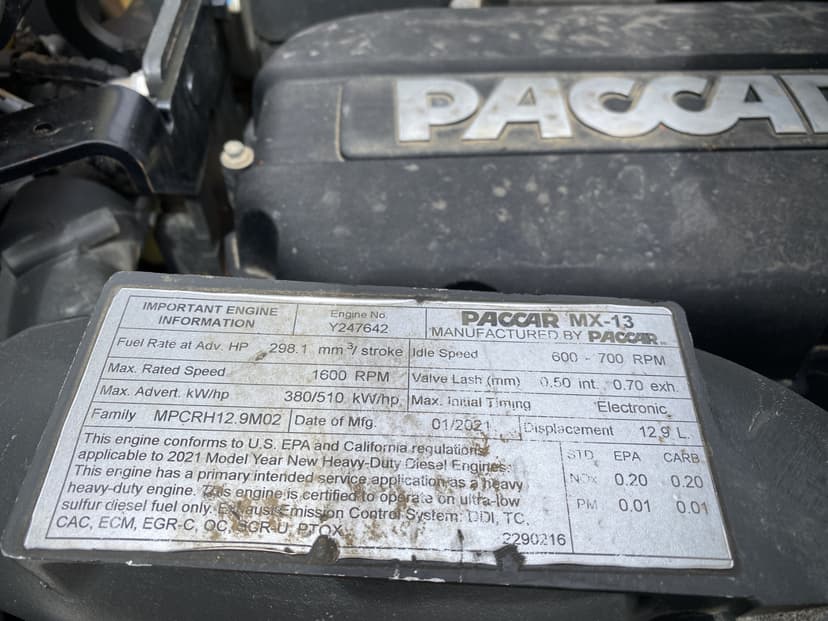 PACCAR
IMPORTANT ENGINE INFORMATION
Engine No. Y247642
PACCAR MX-13
MANUFACTURED BY PACCAR
Fuel Rate at Adv. HP 298.1 mm³/stroke
Idle Speed 600 - 700 RPM
Max. Rated Speed 1600 RPM
Valve Lash (mm) 0.50 int. 0.70 exh.
Max. Advert. kW/hp 380/510 kW/hp
Max. Initial Timing Electronic
Family MPCRH12.9M02
Date of Mfg. 01/2021
Displacement 12.9 L.
This engine conforms to U.S. EPA and California regulations
applicable to 2021 Model Year New Heavy-Duty Diesel Engines.
This engine has a primary intended service application as a heavy
heavy-duty engine. This engine is certified to operate on ultra-low
sulfur diesel fuel only. Exhaust Emission Control System: DDI, TC,
CAC, ECM, EGR-C, OC, SCR-U, PTOX
STD EPA CARB
NOx 0.20 0.20
PM 0.01 0.01
2290216